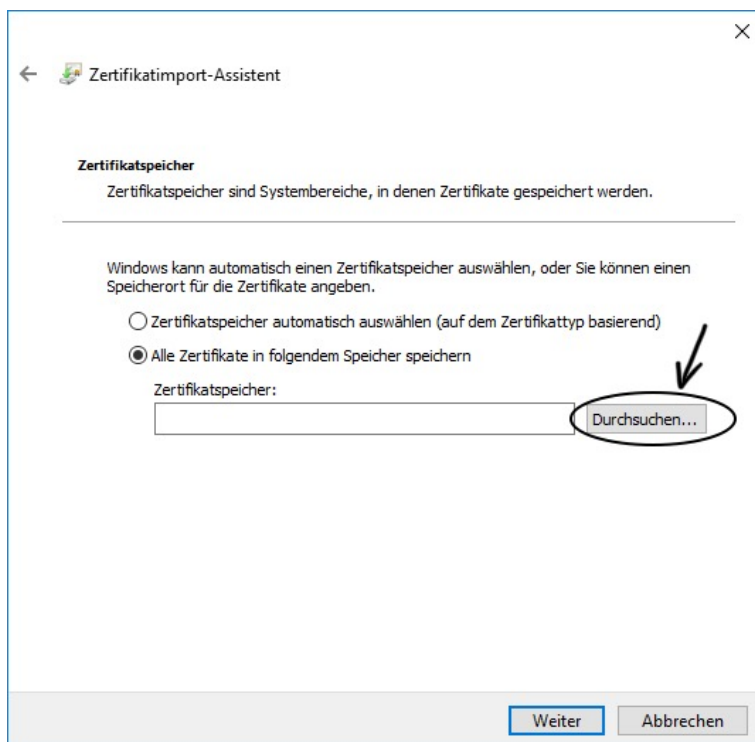 Zertifikatimport-Assistent
Zertifikatspeicher
Zertifikatspeicher sind Systembereiche, in denen Zertifikate gespeichert werden.
Windows kann automatisch einen Zertifikatspeicher auswählen, oder Sie können einen
Speicherort für die Zertifikate angeben.
Zertifikatspeicher automatisch auswählen (auf dem Zertifikattyp basierend)
Alle Zertifikate in folgendem Speicher speichern
Zertifikatspeicher:
Durchsuchen...
Weiter Abbrechen